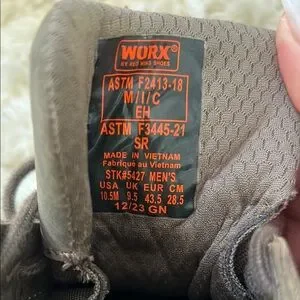 WORX®
BY RED WING SHOES
ASTM F2413-18
M/I/C
EH
ASTM F3445-21
SR
MADE IN VIETNAM
Fabriqué au Vietnam
STK#5427 MEN'S
USA UK EUR CM
10.5M 9.5 43.5 28.5
12/23 GN